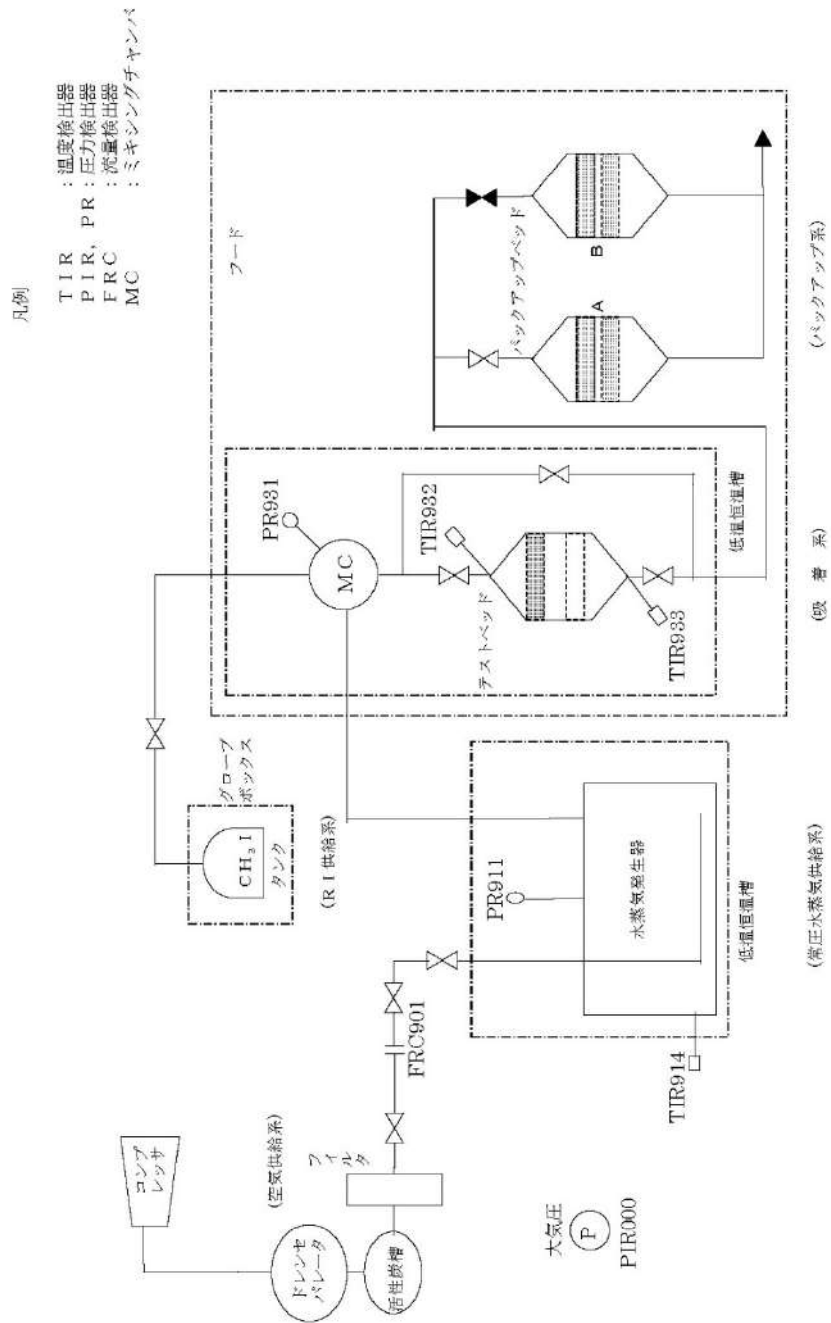 凡例
TIR :温度検出器
PIR, PR :圧力検出器
FRC :流量検出器
MC :ミキシングチャンバ
コンプ
レッサ
(空気供給系)
ドレンセ
パレータ
活性炭槽
フィル
タ
FRC901
大気圧
P
PIR000
グローブ
ボックス
CH₃I
タンク
(RI供給系)
PR911
水蒸気発生器
TIR914
低温恒温槽
(常圧水蒸気供給系)
フード
PR931
MC
TIR932
テストベッド
TIR933
低温恒温槽
(吸着系)
バックアップベッド
A
B
(バックアップ系)